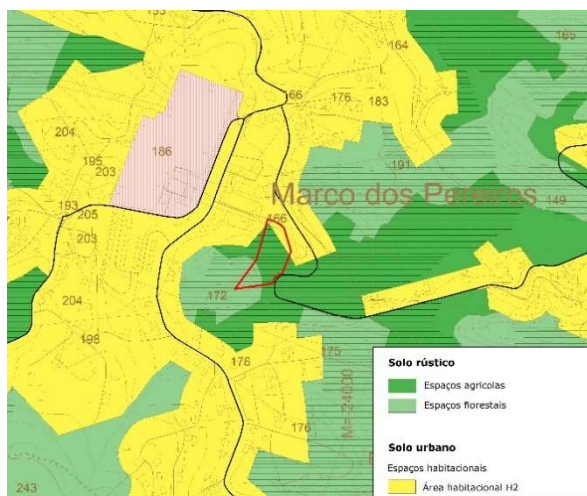 153
164
165
166
176
183
204
186
195
203
191
Marco dos Pereiros
193
205
149
166
203
172
204
198
176
175
M=-24000
176
243
Solo rústico
Espaços agrícolas
Espaços florestais
Solo urbano
Espaços habitacionais
Área habitacional H2